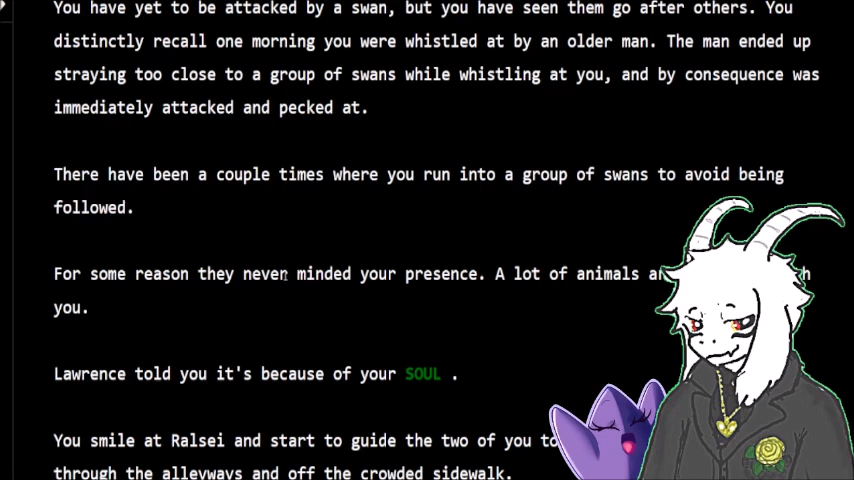 You have yet to be attacked by a swan, but you have seen them go after others. You
distinctly recall one morning you were whistled at by an older man. The man ended up
straying too close to a group of swans while whistling at you, and by consequence was
immediately attacked and pecked at.
There have been a couple times where you run into a group of swans to avoid being
followed.
For some reason they never minded your presence. A lot of animals
you.
Lawrence told you it's because of your SOUL .
You smile at Ralsei and start to guide the two of you
through the alleyways and off the crowded sidewalk.